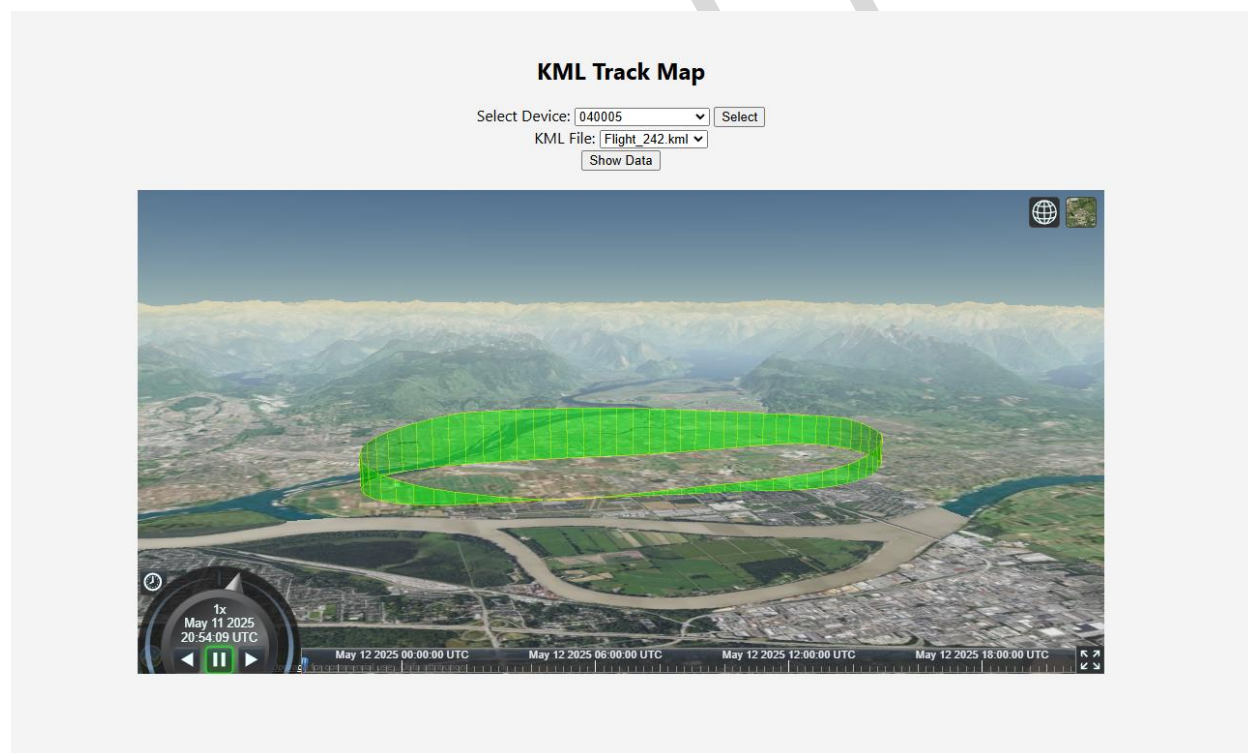 KML Track Map
Select Device: 040005 Select
KML File: Flight_242.kml
Show Data
1x
May 11 2025
20:54:09 UTC
May 12 2025 00:00:00 UTC May 12 2025 06:00:00 UTC May 12 2025 12:00:00 UTC May 12 2025 18:00:00 UTC